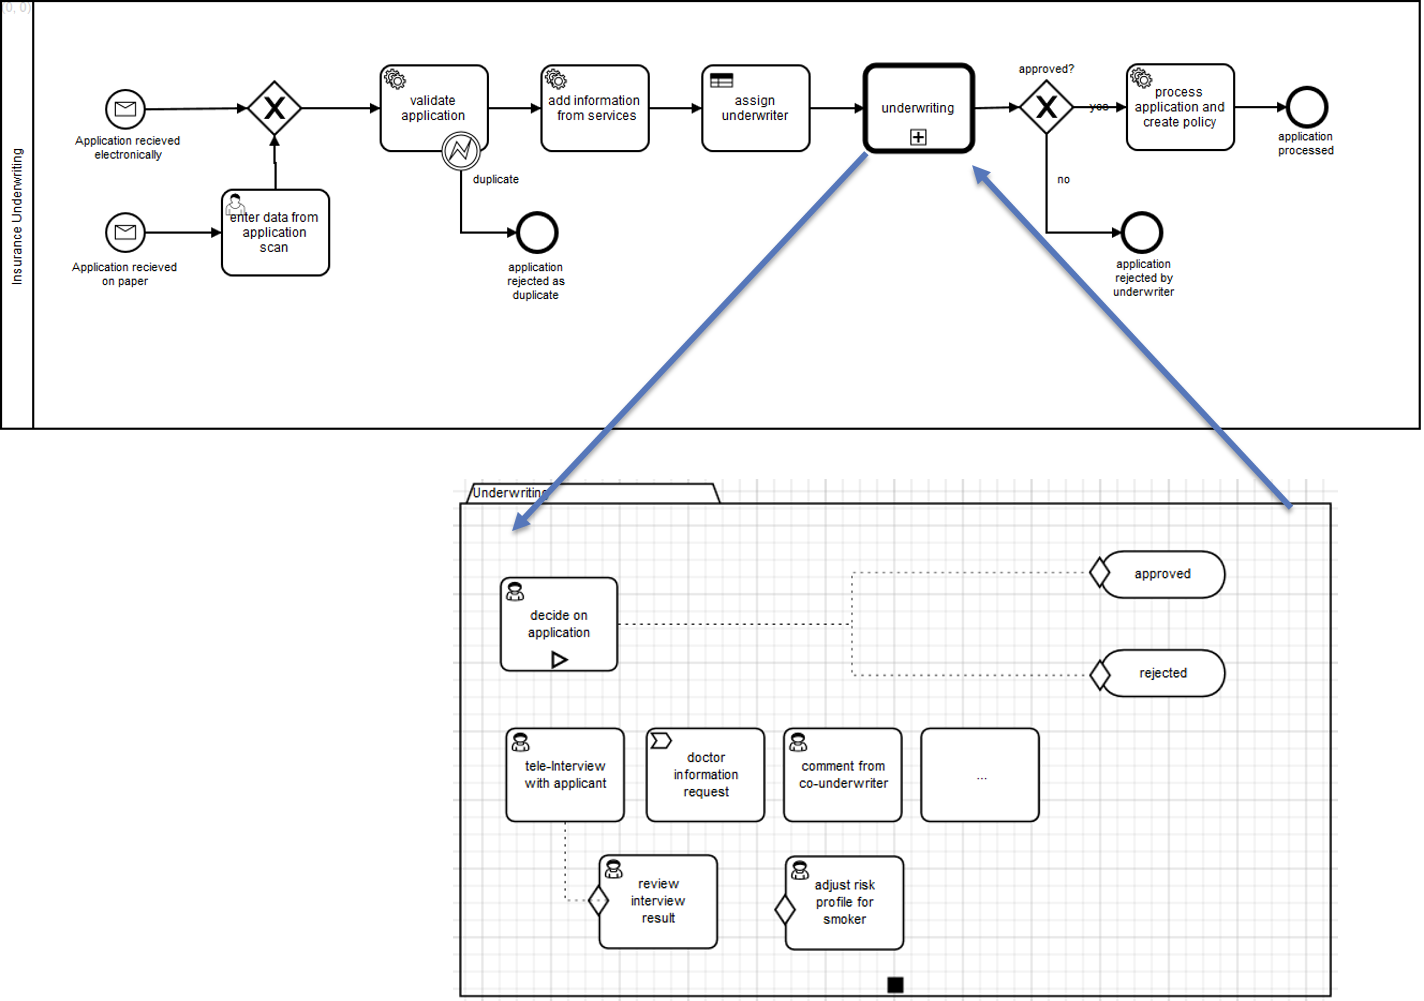 (0, 0)
Insurance Underwriting
Application recieved
electronically
Application recieved
on paper
enter data from
application
scan
validate
application
duplicate
application
rejected as
duplicate
add information
from services
assign
underwriter
underwriting
approved?
yes
no
process
application and
create policy
application
processed
application
rejected by
underwriter
Underwriting
decide on
application
approved
rejected
tele-Interview
with applicant
doctor
information
request
comment from
co-underwriter
...
review
interview
result
adjust risk
profile for
smoker